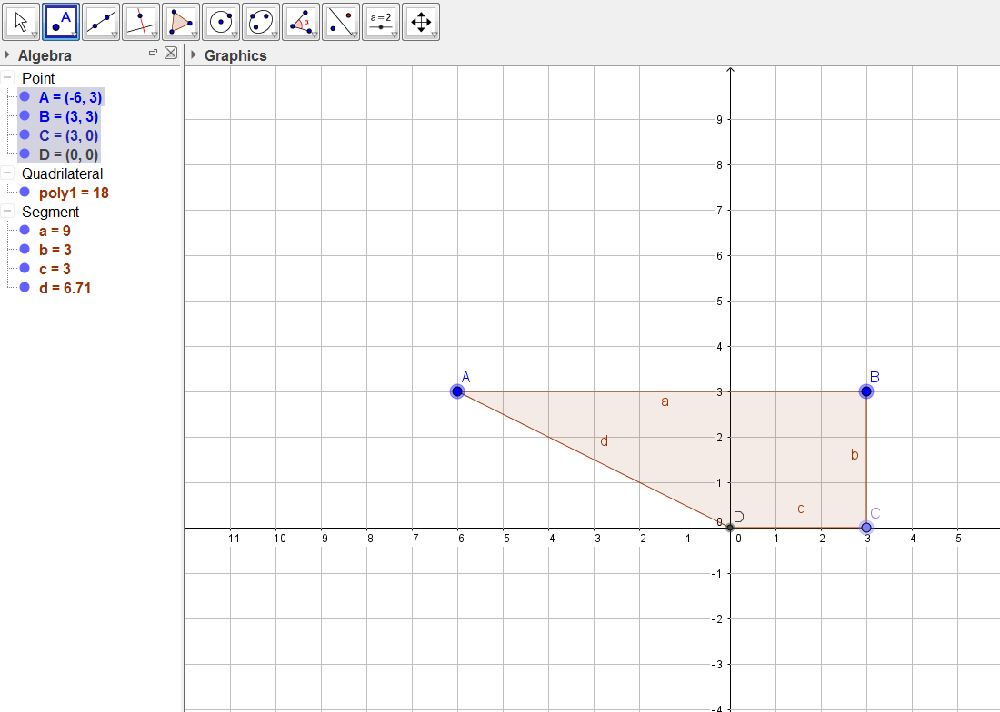 A α a=2
Algebra
Graphics
Point
A = (-6, 3)
B = (3, 3)
C = (3, 0)
D = (0, 0)
Quadrilateral
poly1 = 18
Segment
a = 9
b = 3
c = 3
d = 6.71
9
8
7
6
5
4
A B
3
a
d 2
b
1
c
0 D C
-11 -10 -9 -8 -7 -6 -5 -4 -3 -2 -1 0 1 2 3 4 5
-1
-2
-3
-4